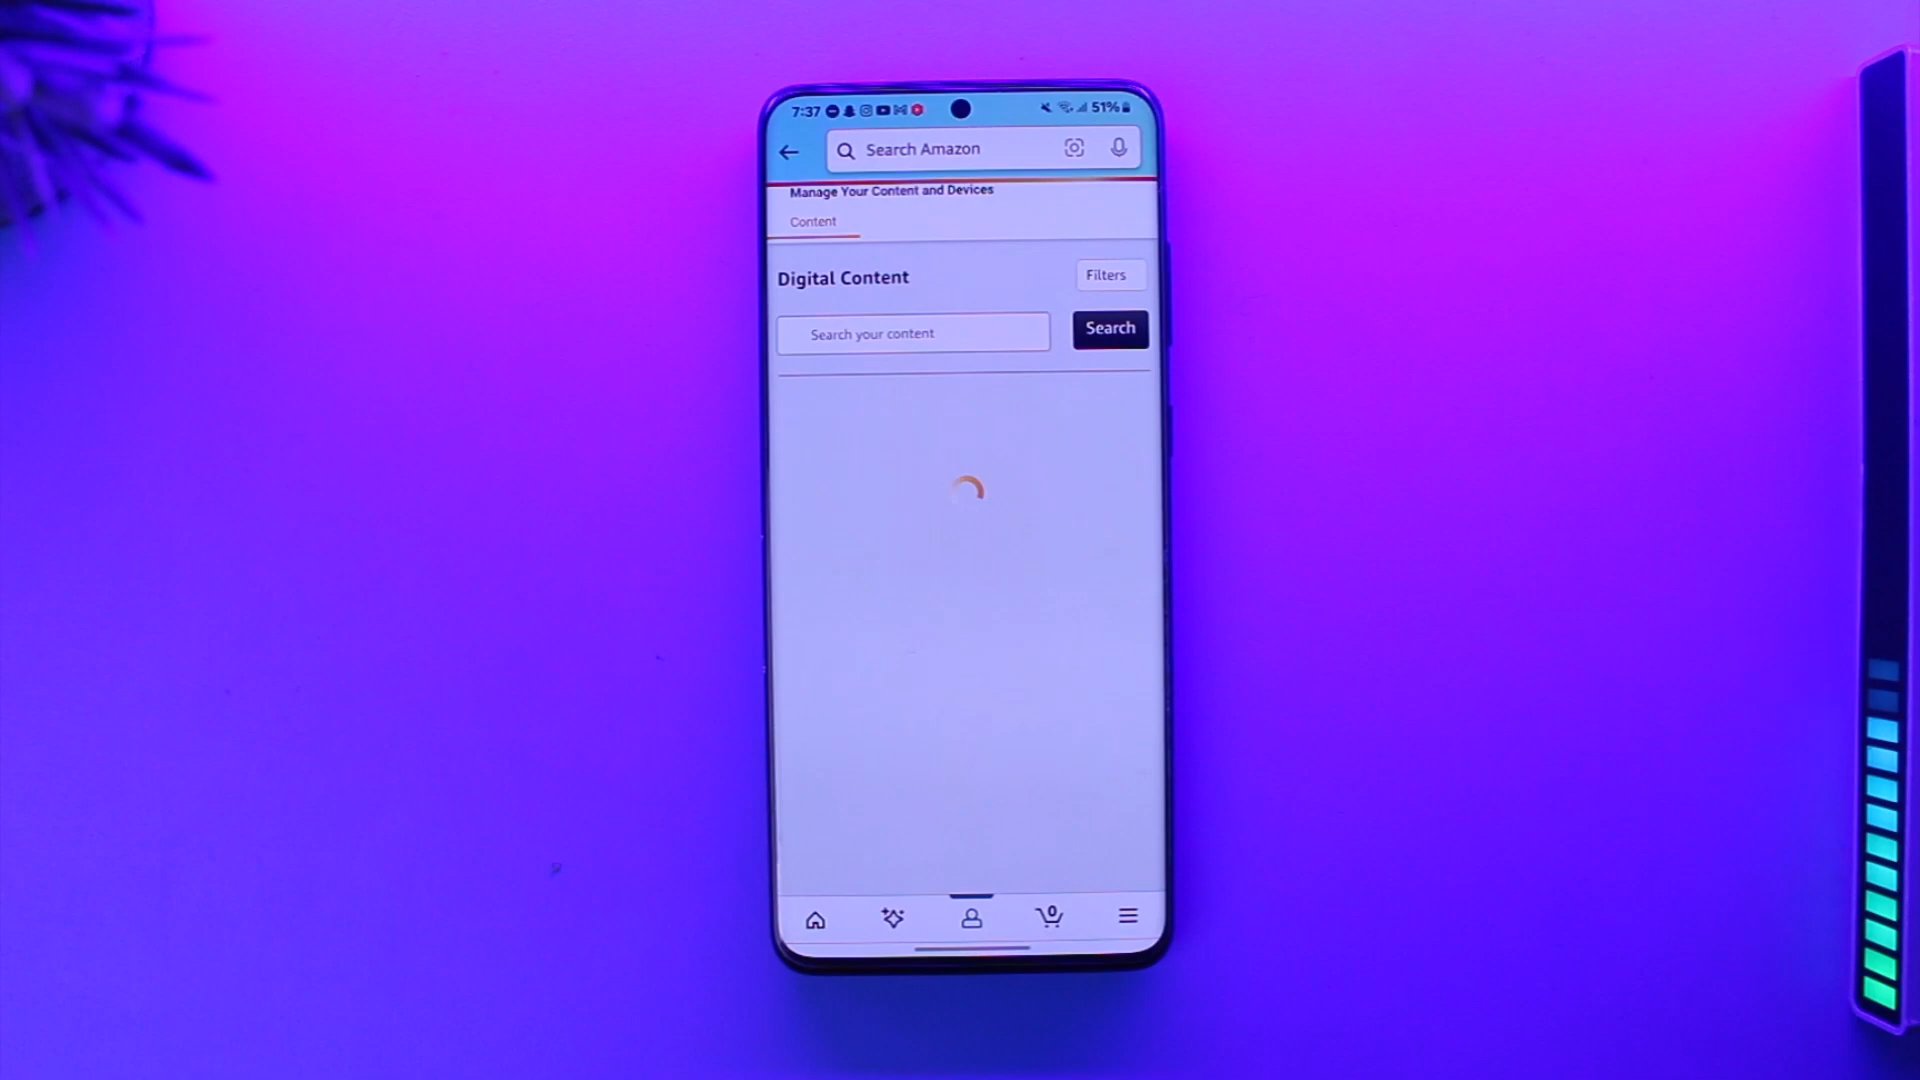 7:37
51%
Search Amazon
Manage Your Content and Devices
Content
Digital Content
Filters
Search your content
Search
0